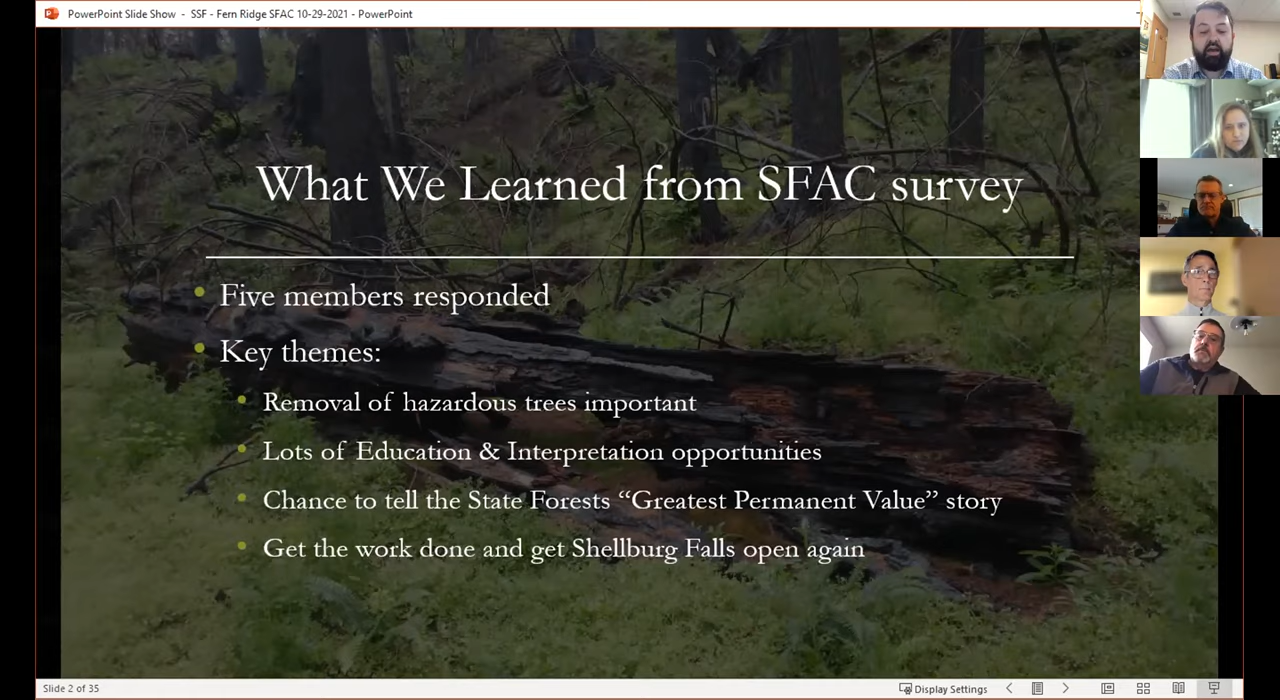 PowerPoint Slide Show - SSF - Fern Ridge SFAC 10-29-2021 - PowerPoint
What We Learned from SFAC survey
Five members responded
Key themes:
Removal of hazardous trees important
Lots of Education & Interpretation opportunities
Chance to tell the State Forests “Greatest Permanent Value” story
Get the work done and get Shellburg Falls open again
Slide 2 of 35
Display Settings